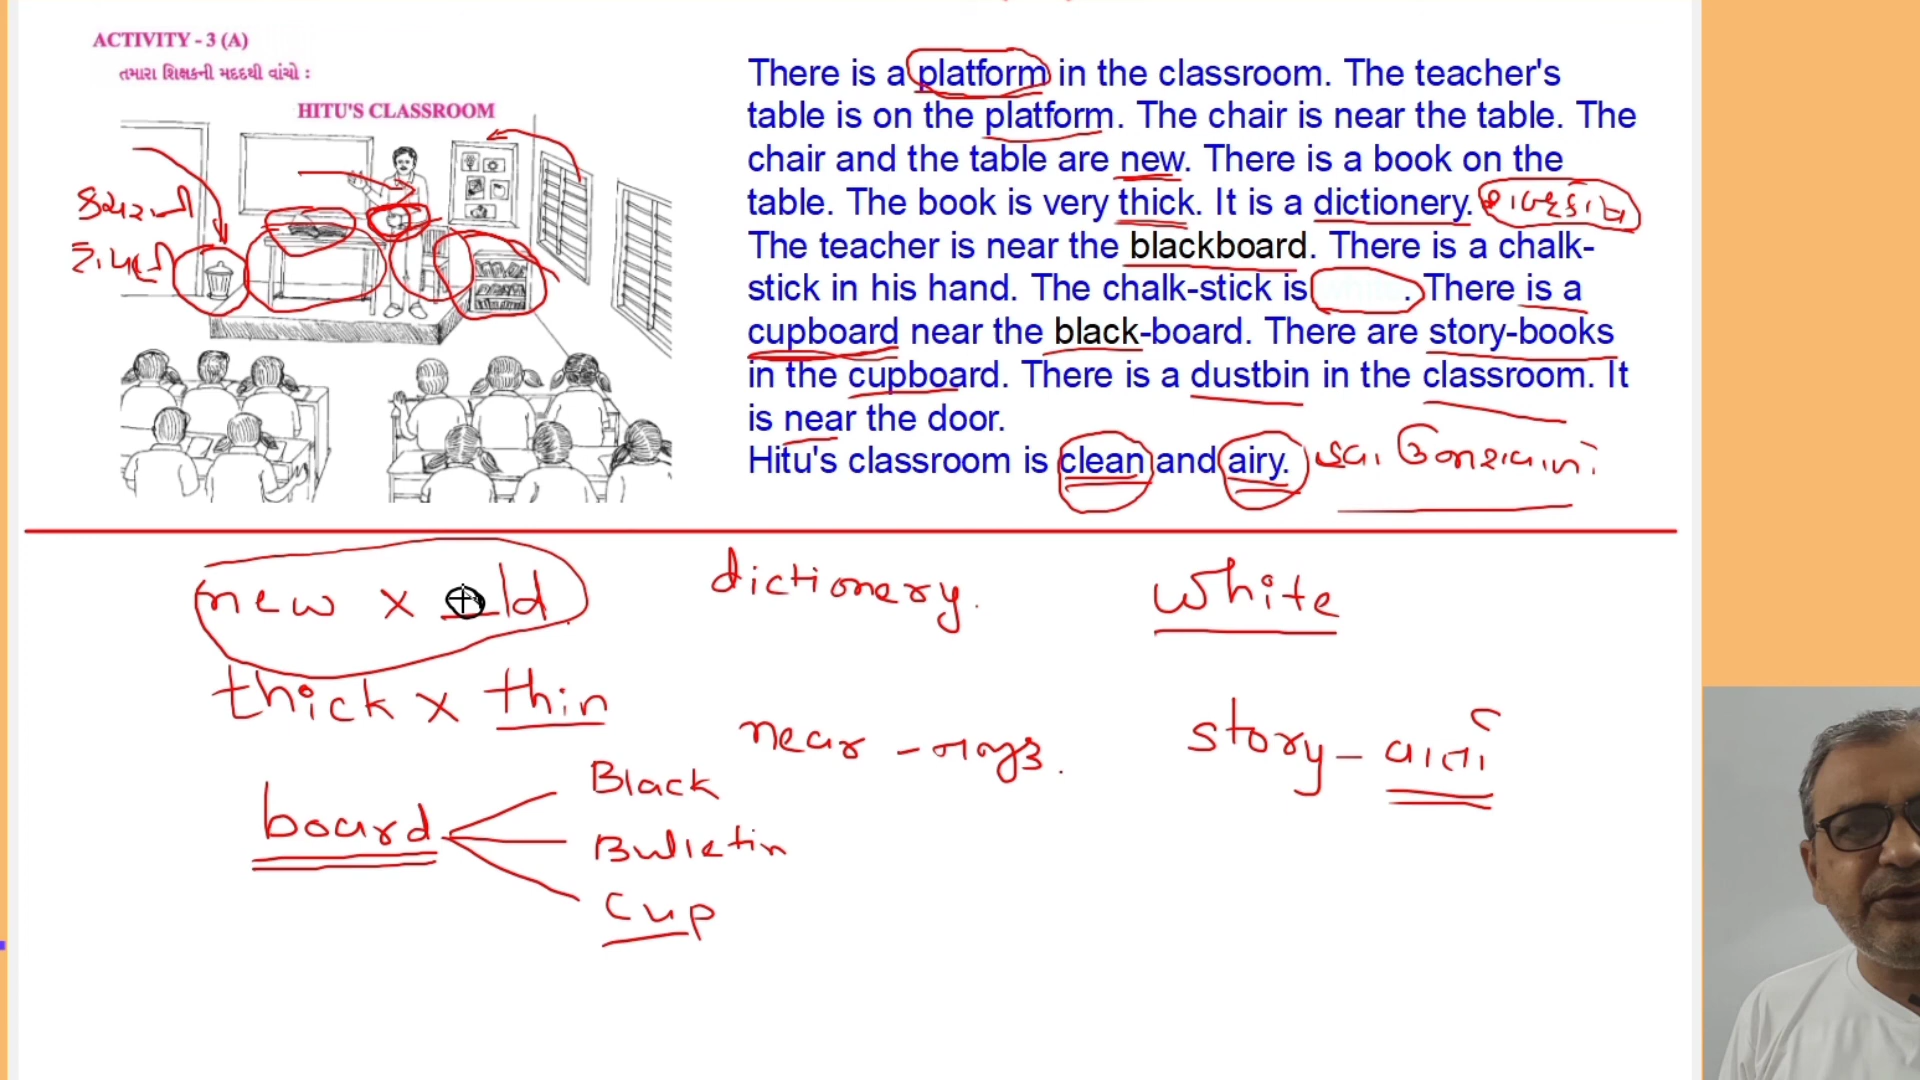 ACTIVITY - 3 (A)
તમારા શિક્ષકની મદદથી વાંચો :
HITU'S CLASSROOM
There is a platform in the classroom. The teacher's
table is on the platform. The chair is near the table. The
chair and the table are new. There is a book on the
table. The book is very thick. It is a dictionery.
The teacher is near the blackboard. There is a chalk-
stick in his hand. The chalk-stick is white. There is a
cupboard near the black-board. There are story-books
in the cupboard. There is a dustbin in the classroom. It
is near the door.
Hitu's classroom is clean and airy.
new x old
dictionery.
white
thick x thin
near - નજીક.
story - વાર્તા
board
Black
Bulletin
Cup